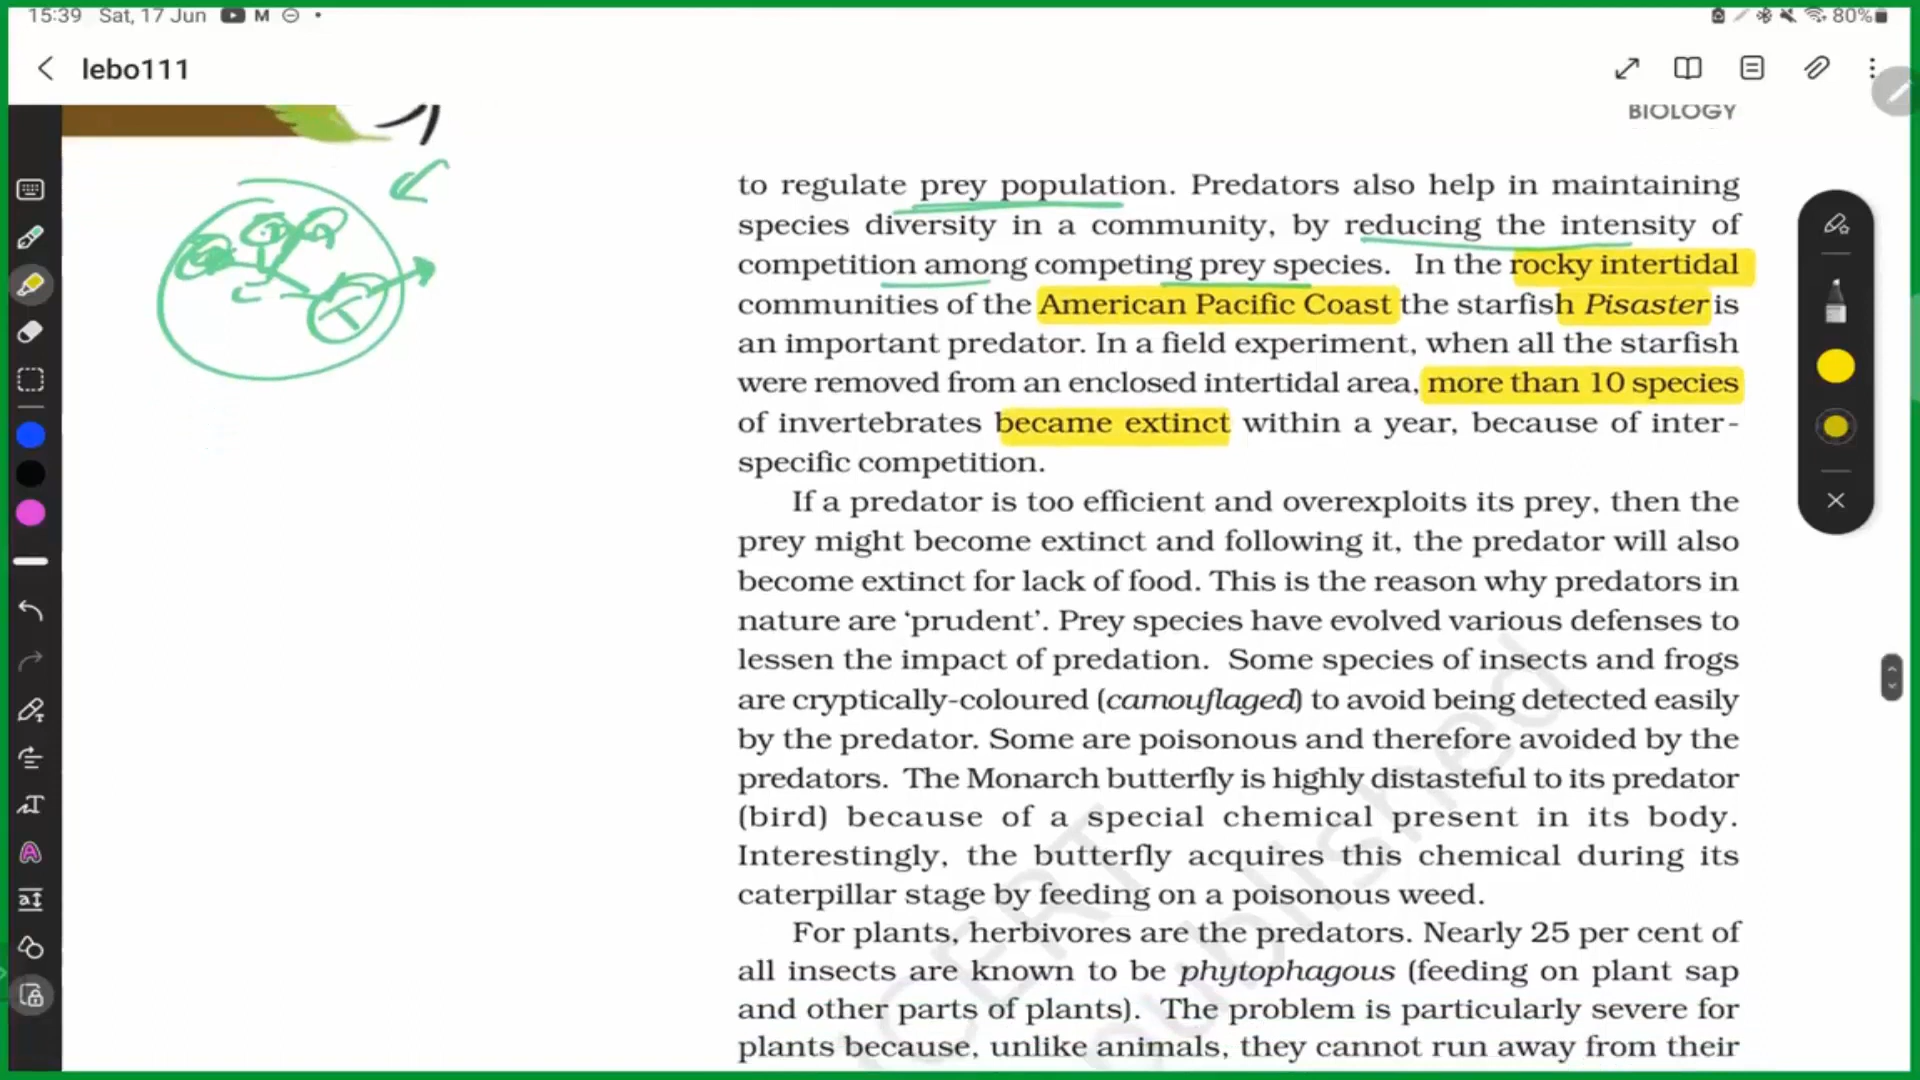 15:39 Sat, 17 Jun M 80%
lebo111
BIOLOGY
to regulate prey population. Predators also help in maintaining
species diversity in a community, by reducing the intensity of
competition among competing prey species. In the rocky intertidal
communities of the American Pacific Coast the starfish Pisaster is
an important predator. In a field experiment, when all the starfish
were removed from an enclosed intertidal area, more than 10 species
of invertebrates became extinct within a year, because of inter-
specific competition.
If a predator is too efficient and overexploits its prey, then the
prey might become extinct and following it, the predator will also
become extinct for lack of food. This is the reason why predators in
nature are ‘prudent’. Prey species have evolved various defenses to
lessen the impact of predation. Some species of insects and frogs
are cryptically-coloured (camouflaged) to avoid being detected easily
by the predator. Some are poisonous and therefore avoided by the
predators. The Monarch butterfly is highly distasteful to its predator
(bird) because of a special chemical present in its body.
Interestingly, the butterfly acquires this chemical during its
caterpillar stage by feeding on a poisonous weed.
For plants, herbivores are the predators. Nearly 25 per cent of
all insects are known to be phytophagous (feeding on plant sap
and other parts of plants). The problem is particularly severe for
plants because, unlike animals, they cannot run away from their